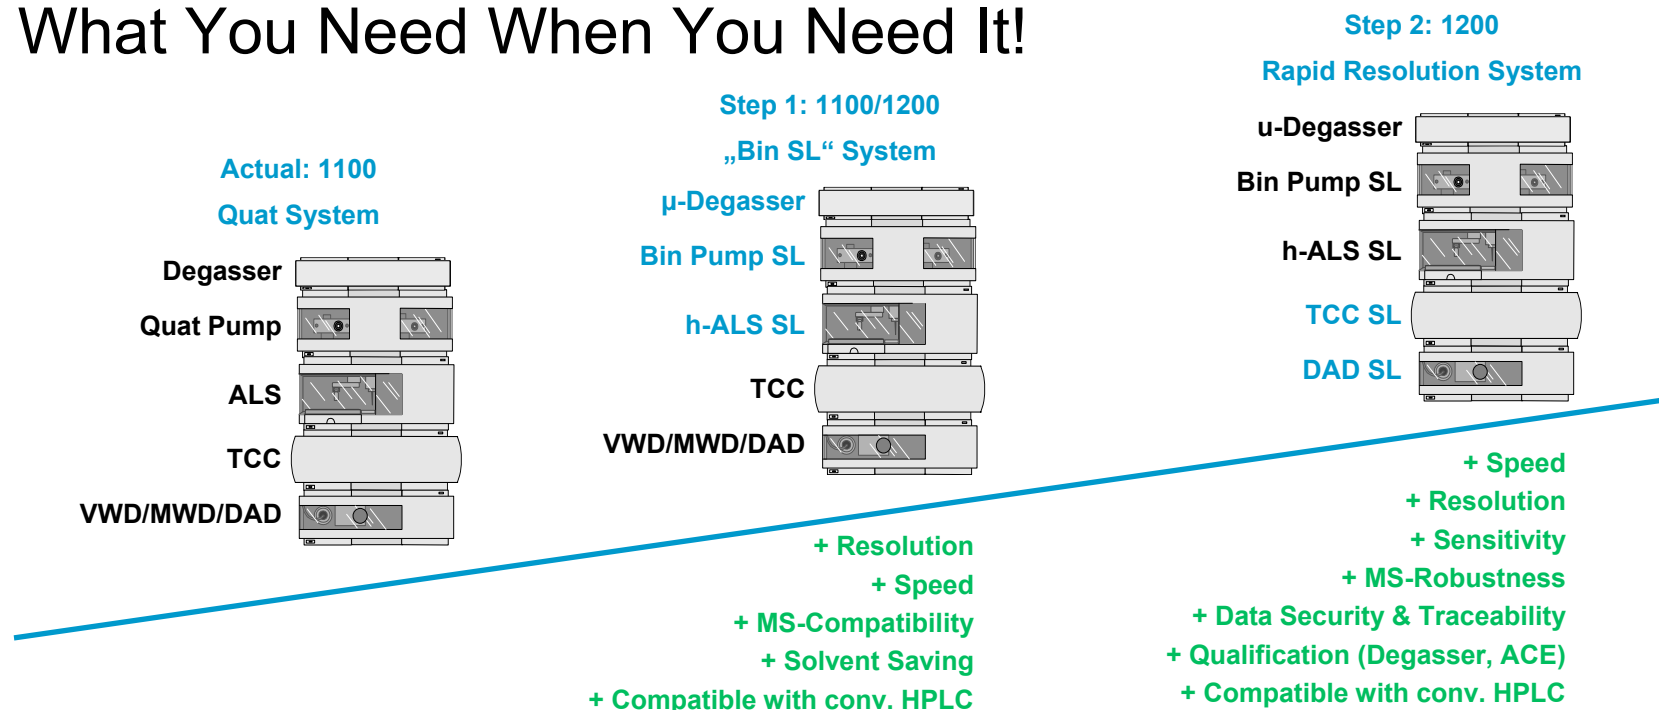 What You Need When You Need It!
Actual: 1100
Quat System
Degasser
Quat Pump
ALS
TCC
VWD/MWD/DAD
Step 1: 1100/1200
„Bin SL“ System
µ-Degasser
Bin Pump SL
h-ALS SL
TCC
VWD/MWD/DAD
+ Resolution
+ Speed
+ MS-Compatibility
+ Solvent Saving
+ Compatible with conv. HPLC
Step 2: 1200
Rapid Resolution System
u-Degasser
Bin Pump SL
h-ALS SL
TCC SL
DAD SL
+ Speed
+ Resolution
+ Sensitivity
+ MS-Robustness
+ Data Security & Traceability
+ Qualification (Degasser, ACE)
+ Compatible with conv. HPLC